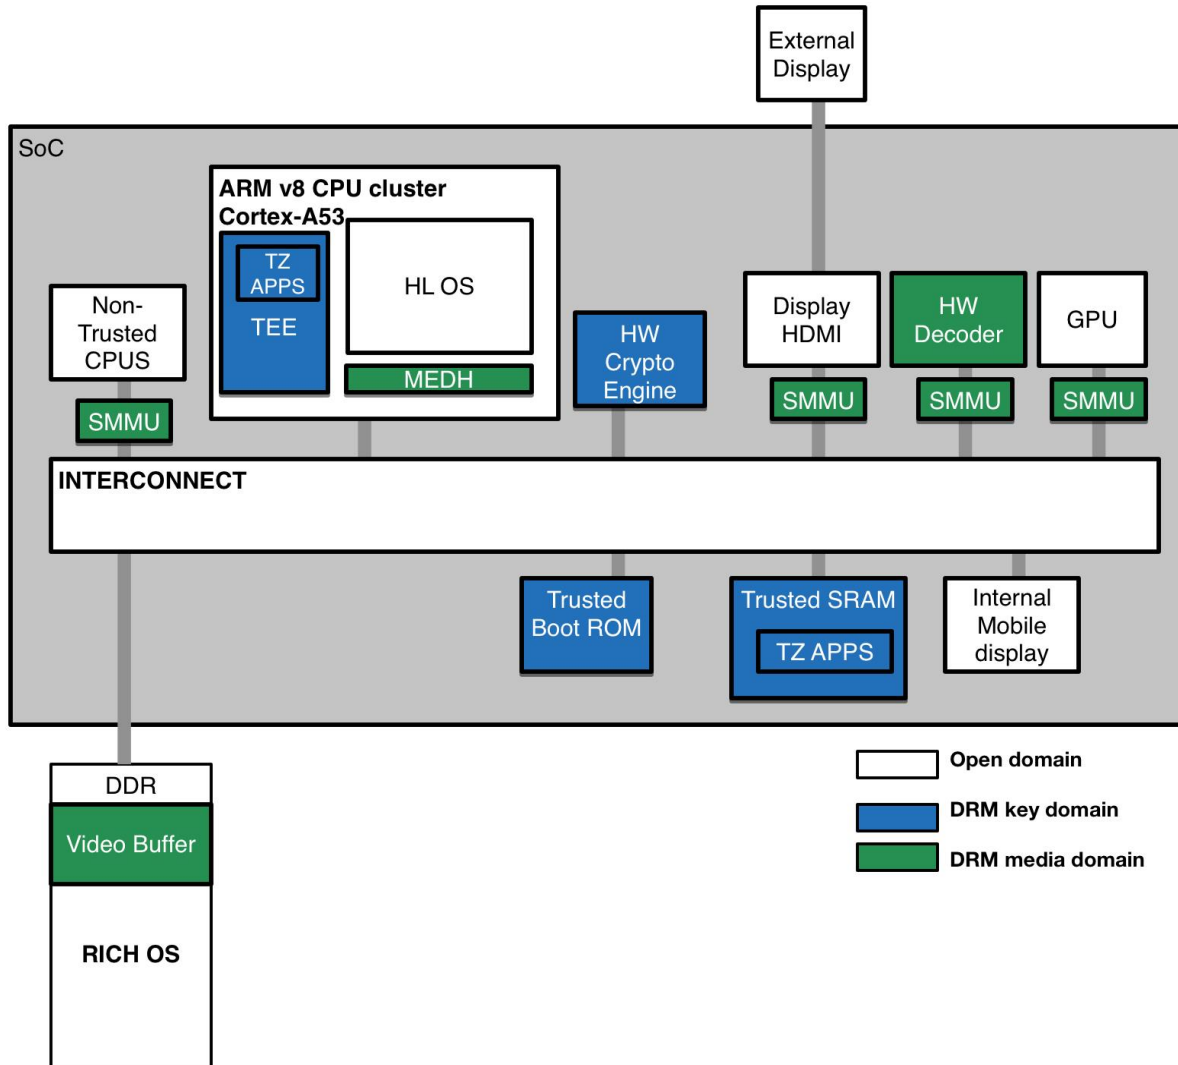 External
Display
SoC
ARM v8 CPU cluster
Cortex-A53
TZ
APPS
TEE
HL OS
MEDH
Non-
Trusted
CPUS
SMMU
HW
Crypto
Engine
Display
HDMI
SMMU
HW
Decoder
SMMU
GPU
SMMU
INTERCONNECT
Trusted
Boot ROM
Trusted SRAM
TZ APPS
Internal
Mobile
display
DDR
Video Buffer
RICH OS
Open domain
DRM key domain
DRM media domain